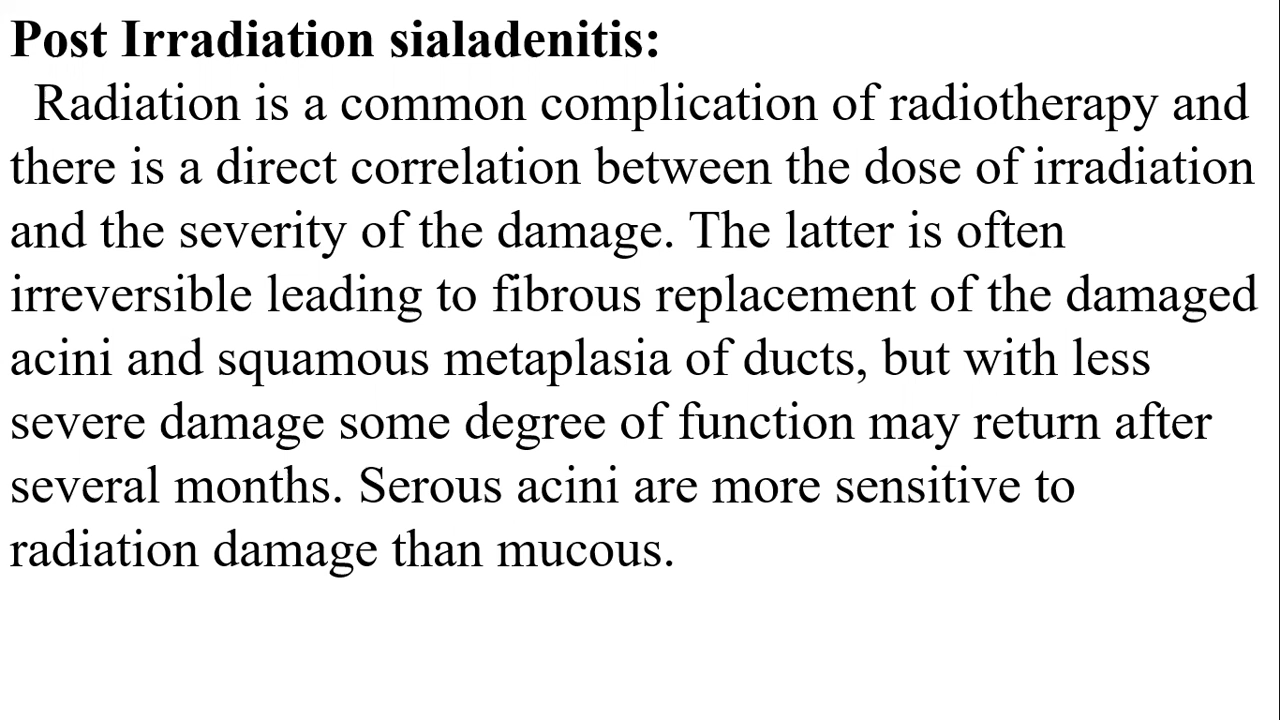 Post Irradiation sialadenitis:
Radiation is a common complication of radiotherapy and
there is a direct correlation between the dose of irradiation
and the severity of the damage. The latter is often
irreversible leading to fibrous replacement of the damaged
acini and squamous metaplasia of ducts, but with less
severe damage some degree of function may return after
several months. Serous acini are more sensitive to
radiation damage than mucous.